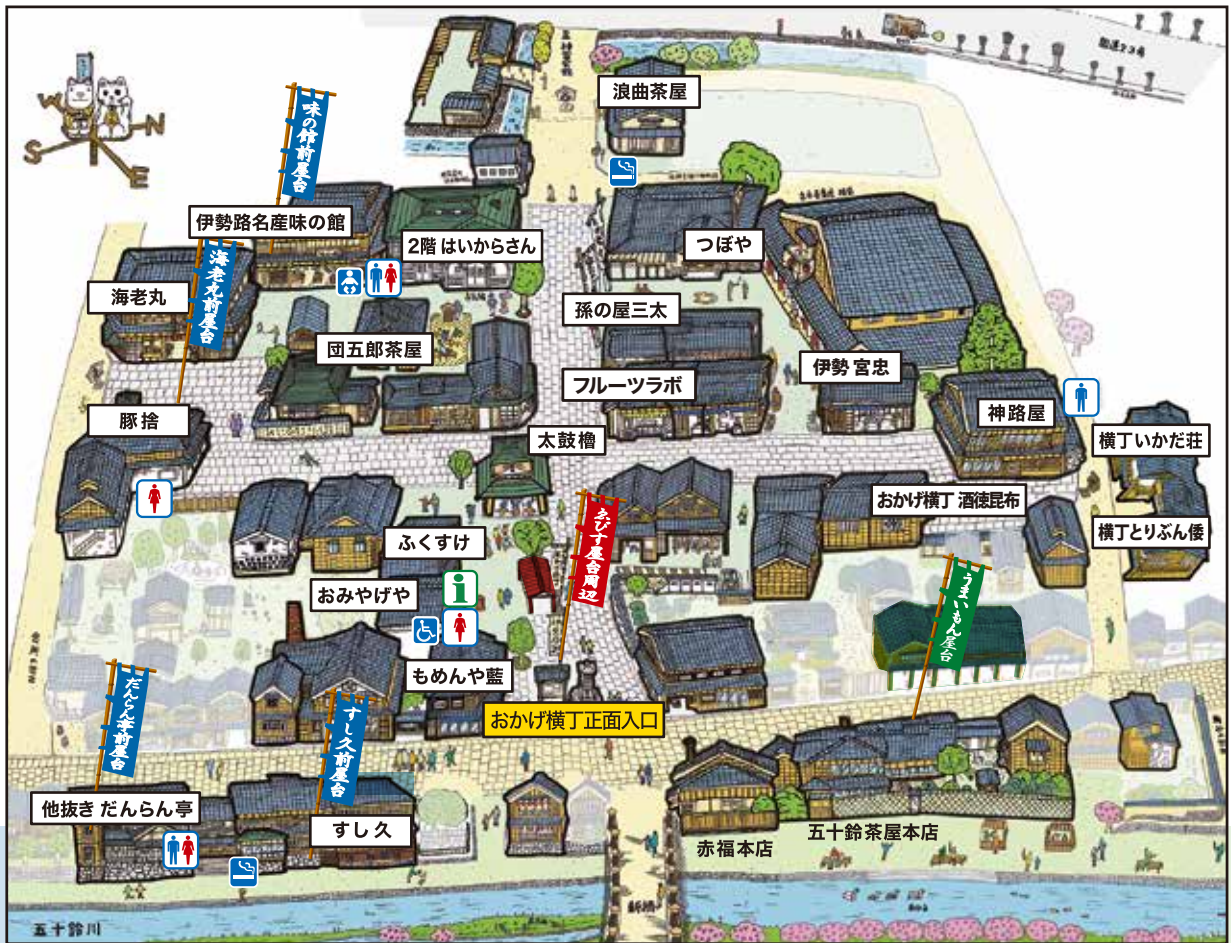 国道23号
W
N
S
E
浪曲茶屋
味の館前屋台
伊勢路名産味の館
2階 はいからさん
つぼや
海老丸
海老丸前屋台
団五郎茶屋
孫の屋三太
フルーツラボ
伊勢 宮忠
神路屋
豚捨
太鼓櫓
横丁いかだ荘
おかげ横丁 酒徳昆布
横丁とりぶん倭
ふくすけ
ゑびす屋台周辺
おみやげや
i
うまいもん屋台
もめんや藍
おかげ横丁正面入口
だんらん亭前屋台
すし久前屋台
他抜き だんらん亭
すし 久
赤福本店
五十鈴茶屋本店
新橋
五十鈴川